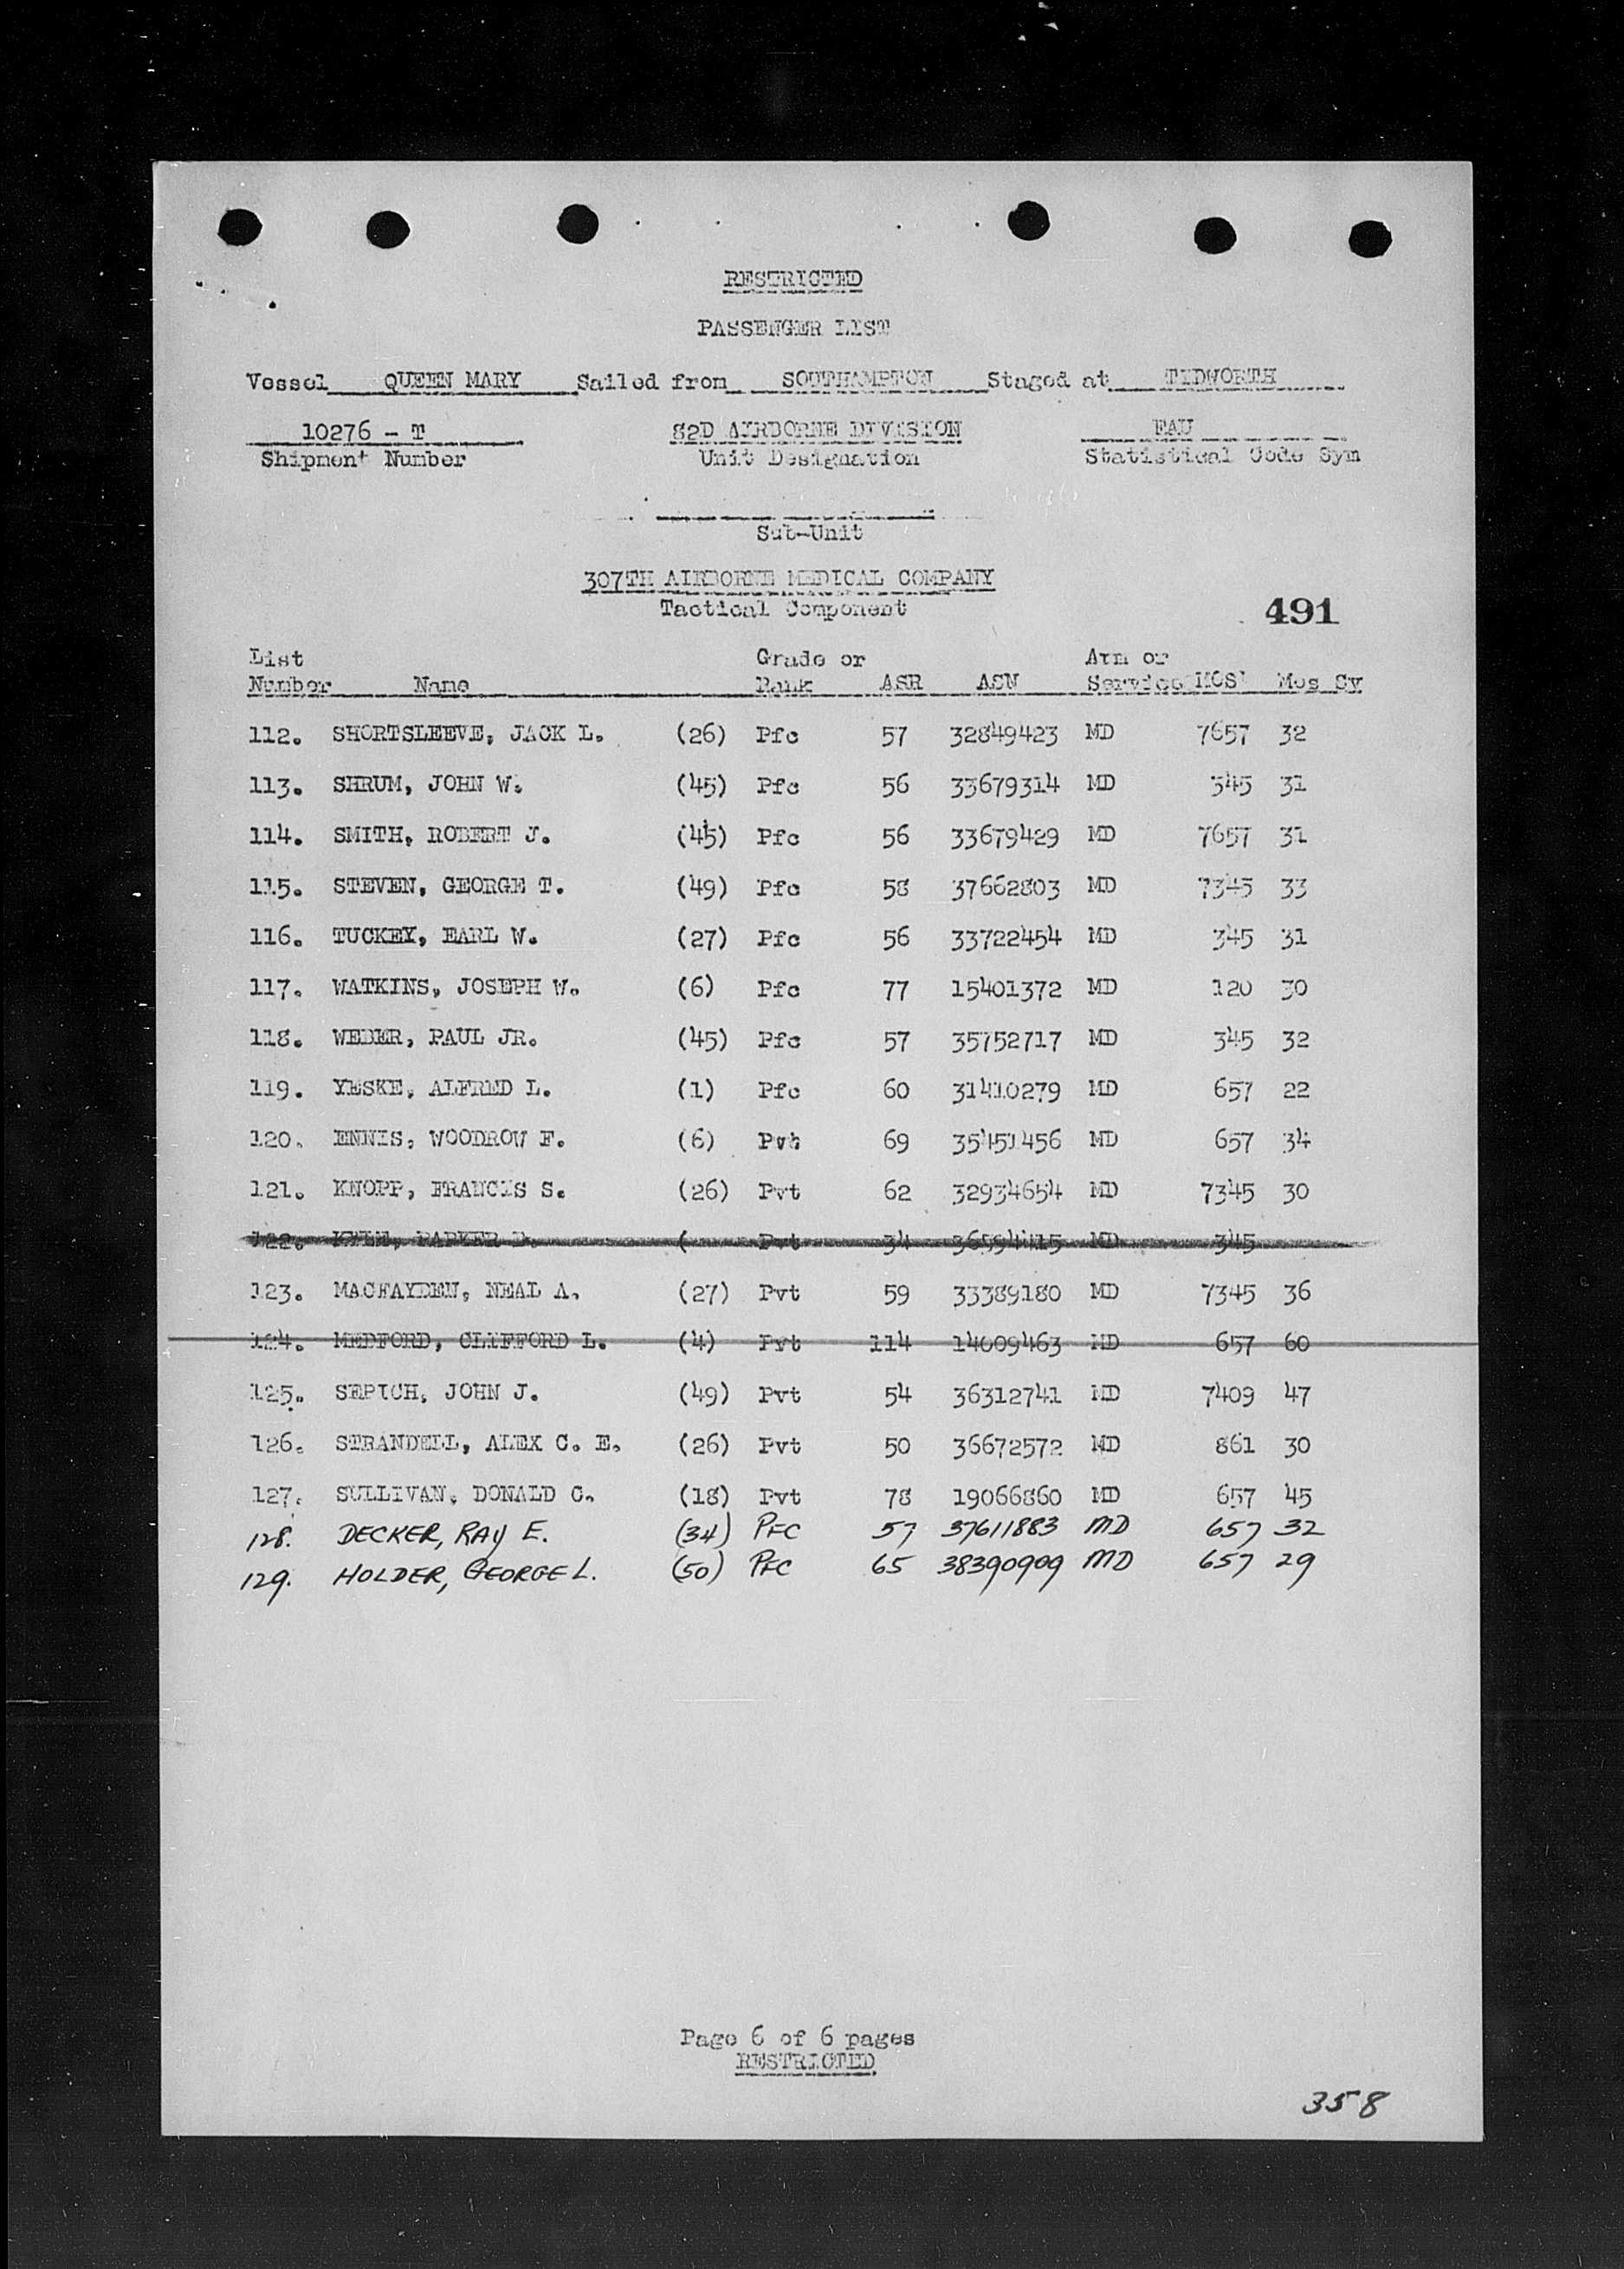 RESTRICTED
PASSENGER LIST
Vessel QUEEN MARY Sailed from SOUTHAMPTON Staged at TIDWORTH
10276 - T 82D AIRBORNE DIVISION EAU
Shipment Number Unit Designation Statistical Code Sym
Sub-Unit
307TH AIRBORNE MEDICAL COMPANY
Tactical Component
491
List Grade or Arm or
Number Name Rank ASR ASN Service MOS Mos Sv
112. SHORTSLEEVE, JACK L. (26) Pfc 57 32849423 MD 7657 32
113. SHRUM, JOHN W. (45) Pfc 56 33679314 MD 345 31
114. SMITH, ROBERT J. (45) Pfc 56 33679429 MD 7657 31
115. STEVEN, GEORGE T. (49) Pfc 58 37662803 MD 7345 33
116. TUCKEY, EARL W. (27) Pfc 56 33722454 MD 345 31
117. WATKINS, JOSEPH W. (6) Pfc 77 15401372 MD 120 30
118. WEBER, PAUL JR. (45) Pfc 57 35752717 MD 345 32
119. YESKE, ALFRED L. (1) Pfc 60 31410279 MD 657 22
120. ENNIS, WOODROW F. (6) Pvt 69 35451456 MD 657 34
121. KNOPP, FRANCIS S. (26) Pvt 62 32934654 MD 7345 30
122. PARKER Pvt 34 MD 345
123. MACFAYDEN, NEAL A. (27) Pvt 59 33389180 MD 7345 36
124. MEDFORD, CLIFFORD L. (4) Pvt 114 14009463 MD 657 60
125. SEPICH, JOHN J. (49) Pvt 54 36312741 MD 7409 47
126. STRANDELL, ALEX C. E. (26) Pvt 50 36672572 MD 861 30
127. SULLIVAN, DONALD C. (18) Pvt 78 19066860 MD 657 45
128. DECKER, RAY E. (34) PFC 57 37611883 MD 657 32
129. HOLDER, GEORGE L. (50) PFC 65 38390909 MD 657 29
Page 6 of 6 pages
RESTRICTED
358